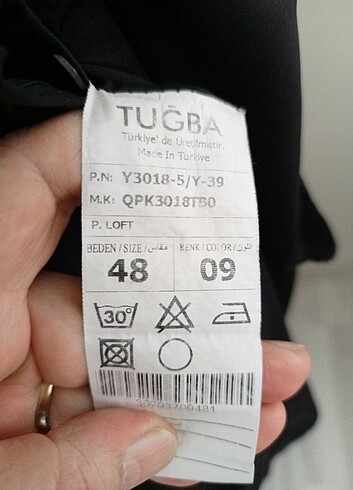 TUĞBA
Türkiye' de Üretilmiştir.
Made In Türkiye
P.N: Y3018-5/Y-39
M.K: QPK3018TB0
P. LOFT
BEDEN / SIZE / مقاس RENK / COLOR / اللون
48 09
30°